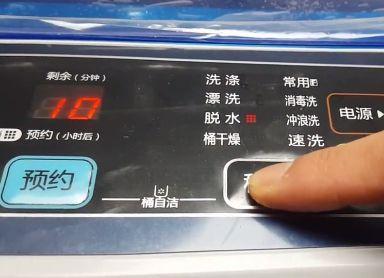 剩余(分钟)
10
预约(小时后)
预约
洗涤
漂洗
脱水
桶干燥
常用
消毒洗
冲浪洗
速洗
电源
桶自洁